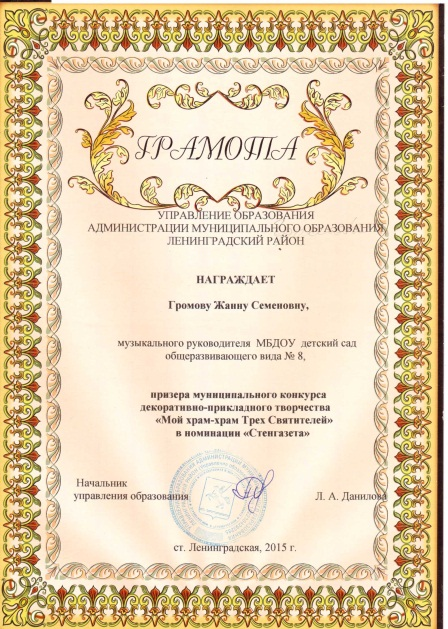 ГРАМОТА
УПРАВЛЕНИЕ ОБРАЗОВАНИЯ
АДМИНИСТРАЦИИ МУНИЦИПАЛЬНОГО ОБРАЗОВАНИЯ
ЛЕНИНГРАДСКИЙ РАЙОН
НАГРАЖДАЕТ
Громову Жанну Семеновну,
музыкального руководителя МБДОУ детский сад
общеразвивающего вида № 8,
призера муниципального конкурса
декоративно-прикладного творчества
«Мой храм-храм Трех Святителей»
в номинации «Стенгазета»
Начальник
управления образования Л. А. Данилова
ст. Ленинградская, 2015 г.